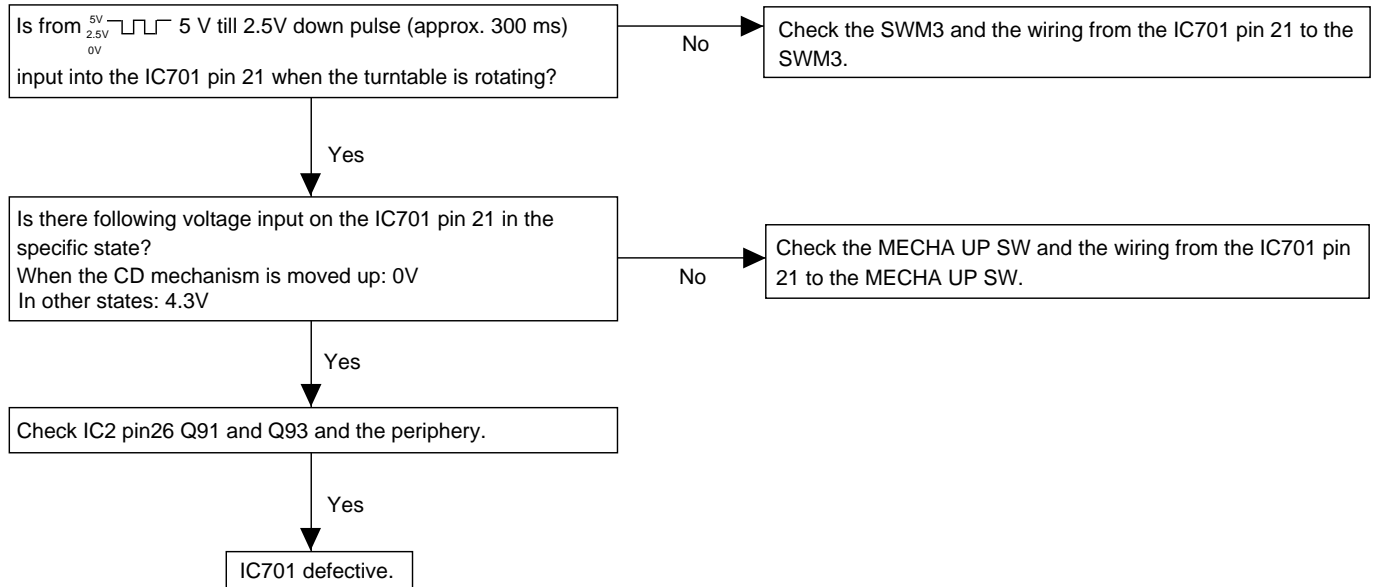 Is from 5V 2.5V 0V 5 V till 2.5V down pulse (approx. 300 ms)
input into the IC701 pin 21 when the turntable is rotating?
No
Check the SWM3 and the wiring from the IC701 pin 21 to the
SWM3.
Yes
Is there following voltage input on the IC701 pin 21 in the
specific state?
When the CD mechanism is moved up: 0V
In other states: 4.3V
No
Check the MECHA UP SW and the wiring from the IC701 pin
21 to the MECHA UP SW.
Yes
Check IC2 pin26 Q91 and Q93 and the periphery.
Yes
IC701 defective.